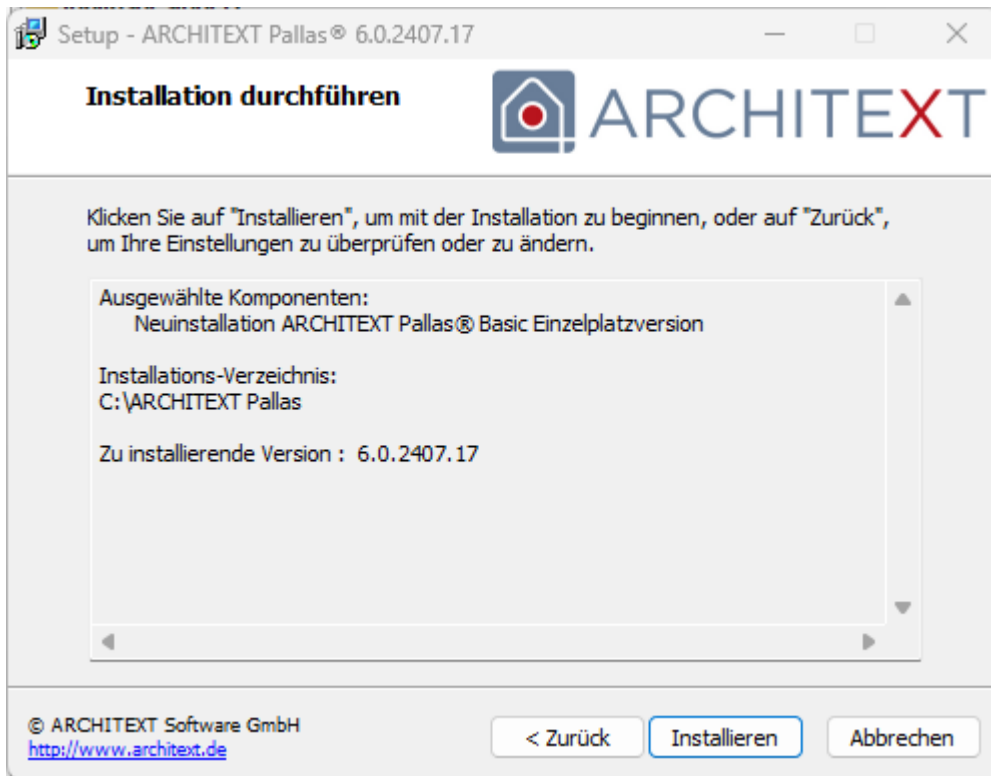 Setup - ARCHITEXT Pallas® 6.0.2407.17
Installation durchführen
ARCHITEXT
Klicken Sie auf "Installieren", um mit der Installation zu beginnen, oder auf "Zurück",
um Ihre Einstellungen zu überprüfen oder zu ändern.
Ausgewählte Komponenten:
Neuinstallation ARCHITEXT Pallas® Basic Einzelplatzversion
Installations-Verzeichnis:
C:\ARCHITEXT Pallas
Zu installierende Version : 6.0.2407.17
© ARCHITEXT Software GmbH
http://www.architext.de
< Zurück
Installieren
Abbrechen